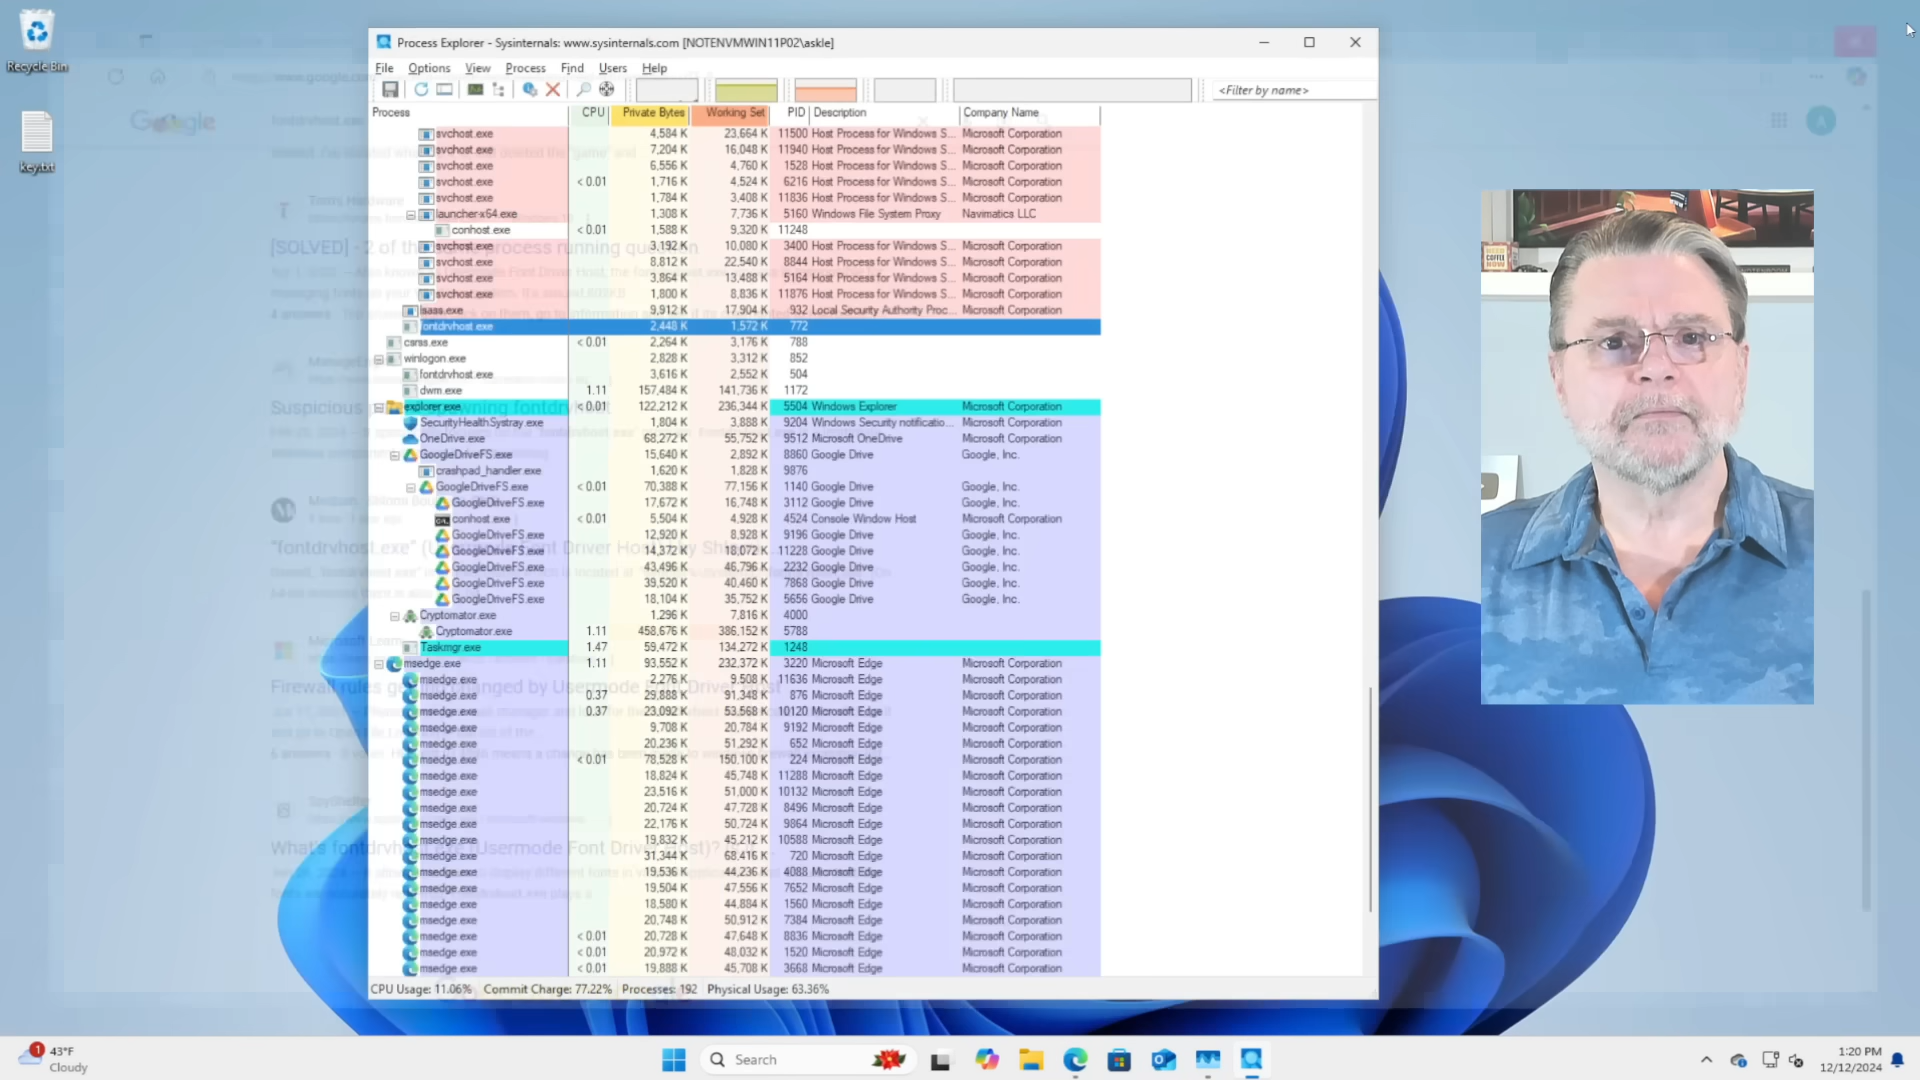 Recycle Bin
key.txt
Process Explorer - Sysinternals: www.sysinternals.com [NOTENVMWIN11P02\askle]
File Options View Process Find Users Help
<Filter by name>
Process CPU Private Bytes Working Set PID Description Company Name
svchost.exe 4,584 K 23,664 K 11500 Host Process for Windows S... Microsoft Corporation
svchost.exe 7,204 K 16,048 K 11940 Host Process for Windows S... Microsoft Corporation
svchost.exe 6,556 K 4,760 K 1528 Host Process for Windows S... Microsoft Corporation
svchost.exe < 0.01 1,716 K 4,524 K 6216 Host Process for Windows S... Microsoft Corporation
svchost.exe 1,784 K 3,408 K 11836 Host Process for Windows S... Microsoft Corporation
launcher-x64.exe 1,308 K 7,736 K 5160 Windows File System Proxy Navimatics LLC
conhost.exe < 0.01 1,588 K 9,320 K 11248
svchost.exe 3,192 K 10,080 K 3400 Host Process for Windows S... Microsoft Corporation
svchost.exe 8,812 K 22,540 K 8844 Host Process for Windows S... Microsoft Corporation
svchost.exe 3,864 K 13,488 K 5164 Host Process for Windows S... Microsoft Corporation
svchost.exe 1,800 K 8,836 K 11876 Host Process for Windows S... Microsoft Corporation
lsass.exe 9,912 K 17,904 K 932 Local Security Authority Proc... Microsoft Corporation
fontdrvhost.exe 2,448 K 1,572 K 772
csrss.exe < 0.01 2,264 K 3,176 K 788
winlogon.exe 2,828 K 3,312 K 852
fontdrvhost.exe 3,616 K 2,552 K 504
dwm.exe 1.11 157,484 K 141,736 K 1172
explorer.exe < 0.01 122,212 K 236,344 K 5504 Windows Explorer Microsoft Corporation
SecurityHealthSystray.exe 1,804 K 3,888 K 9204 Windows Security notificatio... Microsoft Corporation
OneDrive.exe 68,272 K 55,752 K 9512 Microsoft OneDrive Microsoft Corporation
GoogleDriveFS.exe 15,640 K 2,892 K 8860 Google Drive Google, Inc.
crashpad_handler.exe 1,620 K 1,828 K 9876
GoogleDriveFS.exe < 0.01 70,388 K 77,156 K 1140 Google Drive Google, Inc.
GoogleDriveFS.exe 17,672 K 16,748 K 3112 Google Drive Google, Inc.
conhost.exe < 0.01 5,504 K 4,928 K 4524 Console Window Host Microsoft Corporation
GoogleDriveFS.exe 12,920 K 8,928 K 9196 Google Drive Google, Inc.
GoogleDriveFS.exe 14,372 K 18,072 K 11228 Google Drive Google, Inc.
GoogleDriveFS.exe 43,496 K 46,796 K 2232 Google Drive Google, Inc.
GoogleDriveFS.exe 39,520 K 40,460 K 7868 Google Drive Google, Inc.
GoogleDriveFS.exe 18,104 K 35,752 K 5656 Google Drive Google, Inc.
Cryptomator.exe 1,296 K 7,816 K 4000
Cryptomator.exe 1.11 458,676 K 386,152 K 5788
Taskmgr.exe 1.47 59,472 K 134,272 K 1248
msedge.exe 1.11 93,552 K 232,372 K 3220 Microsoft Edge Microsoft Corporation
msedge.exe 2,276 K 9,508 K 11636 Microsoft Edge Microsoft Corporation
msedge.exe 0.37 29,888 K 91,348 K 876 Microsoft Edge Microsoft Corporation
msedge.exe 0.37 23,092 K 53,568 K 10120 Microsoft Edge Microsoft Corporation
msedge.exe 9,708 K 20,784 K 9192 Microsoft Edge Microsoft Corporation
msedge.exe 20,236 K 51,292 K 652 Microsoft Edge Microsoft Corporation
msedge.exe < 0.01 78,528 K 150,100 K 224 Microsoft Edge Microsoft Corporation
msedge.exe 18,824 K 45,748 K 11288 Microsoft Edge Microsoft Corporation
msedge.exe 23,516 K 51,000 K 10132 Microsoft Edge Microsoft Corporation
msedge.exe 20,724 K 47,728 K 8496 Microsoft Edge Microsoft Corporation
msedge.exe 22,176 K 50,724 K 9864 Microsoft Edge Microsoft Corporation
msedge.exe 19,832 K 45,212 K 10588 Microsoft Edge Microsoft Corporation
msedge.exe 31,344 K 68,416 K 720 Microsoft Edge Microsoft Corporation
msedge.exe 19,536 K 44,236 K 4088 Microsoft Edge Microsoft Corporation
msedge.exe 19,504 K 47,556 K 7652 Microsoft Edge Microsoft Corporation
msedge.exe 18,580 K 44,884 K 1560 Microsoft Edge Microsoft Corporation
msedge.exe 20,748 K 50,912 K 7384 Microsoft Edge Microsoft Corporation
msedge.exe < 0.01 20,728 K 47,648 K 8836 Microsoft Edge Microsoft Corporation
msedge.exe < 0.01 20,972 K 48,032 K 1520 Microsoft Edge Microsoft Corporation
msedge.exe < 0.01 19,888 K 45,708 K 3668 Microsoft Edge Microsoft Corporation
CPU Usage: 11.06% Commit Charge: 77.22% Processes: 192 Physical Usage: 63.36%
Google
NEED COFFEE NOW
1
43°F
Cloudy
Search
1:20 PM
12/12/2024